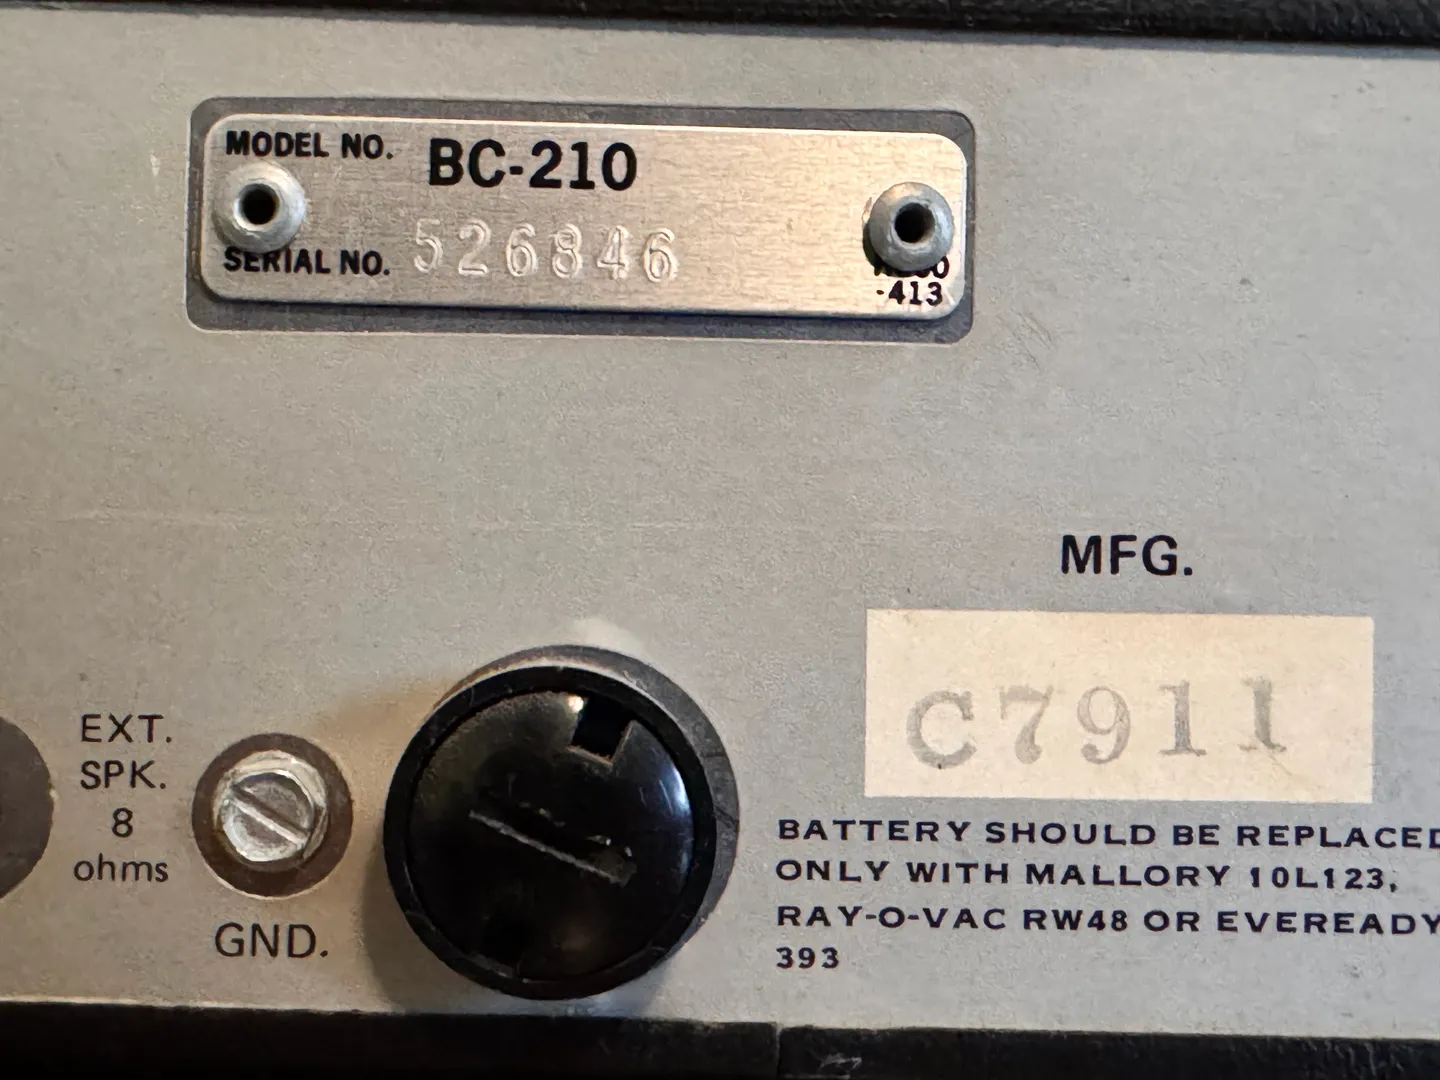 MODEL NO. BC-210
SERIAL NO. 526846
-413
MFG.
C7911
EXT.
SPK.
8
ohms
GND.
BATTERY SHOULD BE REPLACED
ONLY WITH MALLORY 10L123,
RAY-O-VAC RW48 OR EVEREADY
393